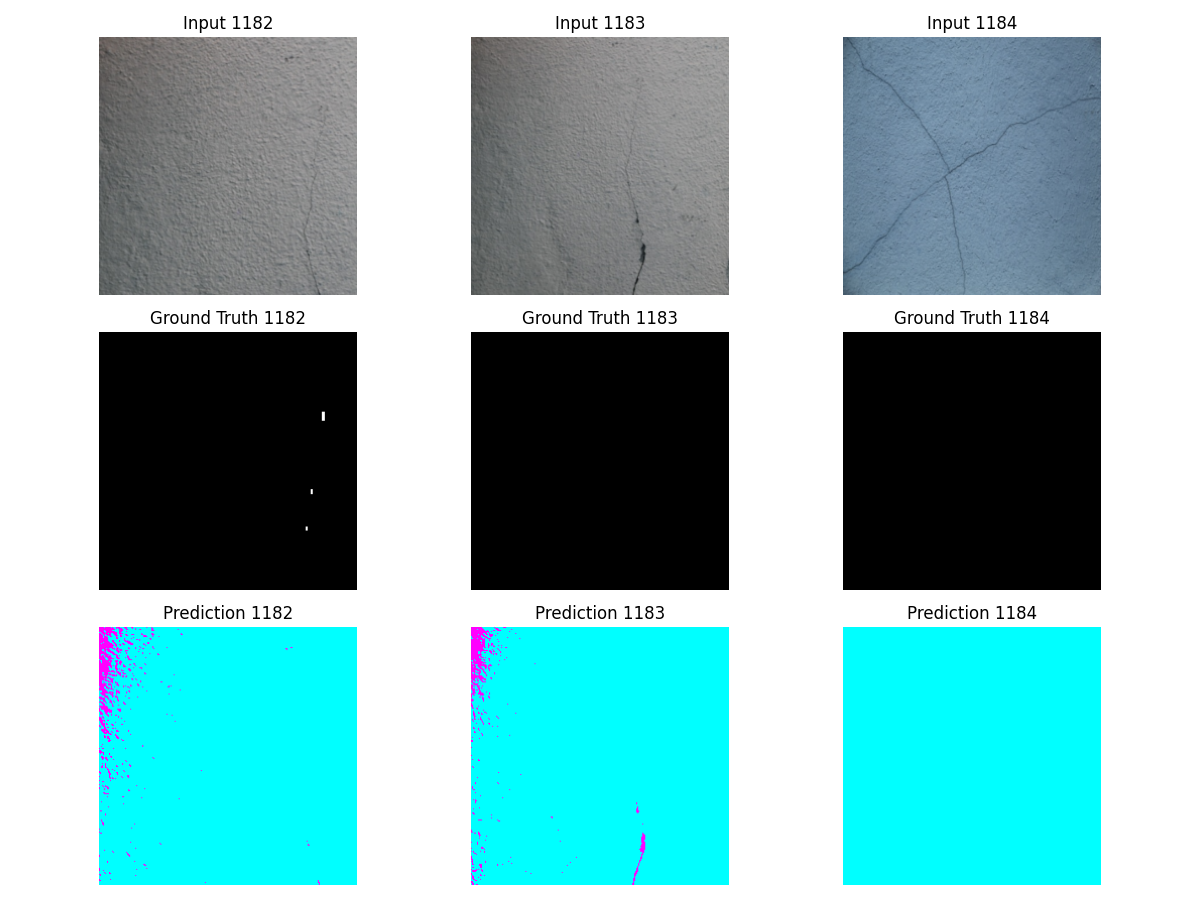 Input 1182
Input 1183
Input 1184
Ground Truth 1182
Ground Truth 1183
Ground Truth 1184
Prediction 1182
Prediction 1183
Prediction 1184